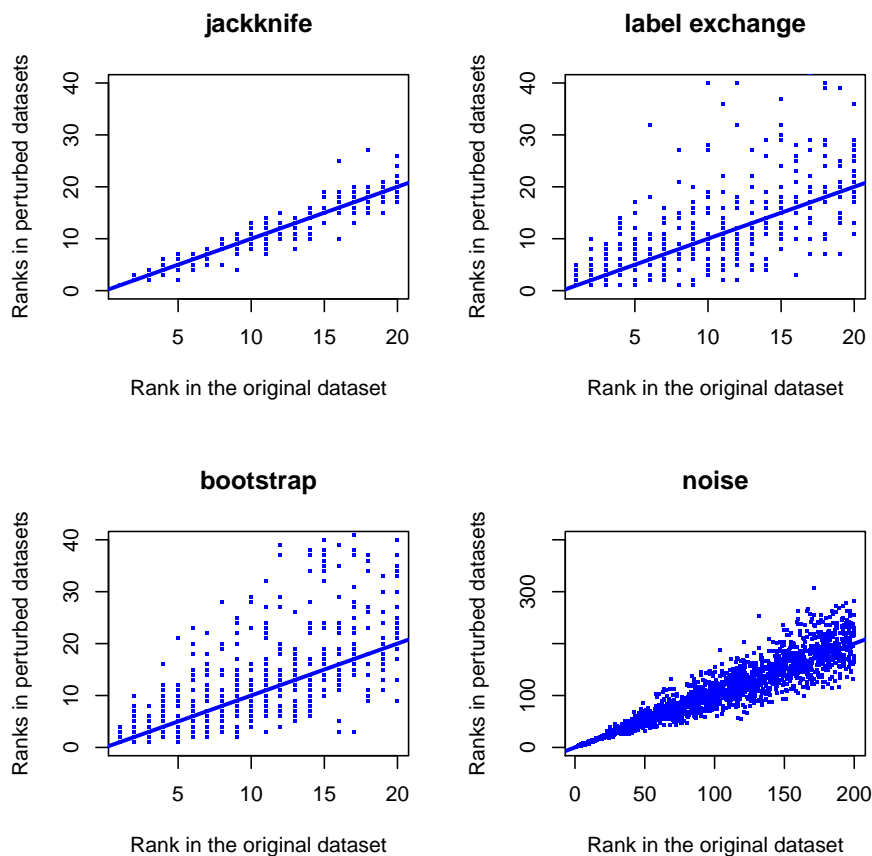 jackknife
Ranks in perturbed datasets
40
30
20
10
0
5 10 15 20
Rank in the original dataset
label exchange
Ranks in perturbed datasets
40
30
20
10
0
5 10 15 20
Rank in the original dataset
bootstrap
Ranks in perturbed datasets
40
30
20
10
0
5 10 15 20
Rank in the original dataset
noise
Ranks in perturbed datasets
300
100
0
0 50 100 150 200
Rank in the original dataset